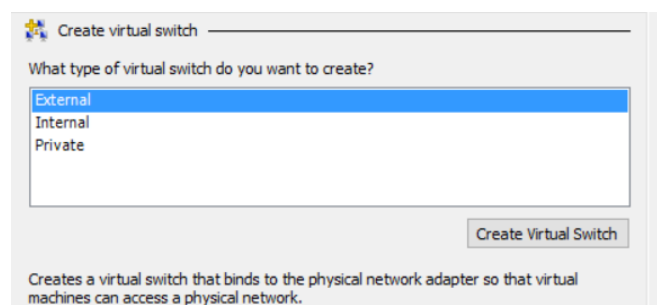 Create virtual switch
What type of virtual switch do you want to create?
External
Internal
Private
Create Virtual Switch
Creates a virtual switch that binds to the physical network adapter so that virtual
machines can access a physical network.